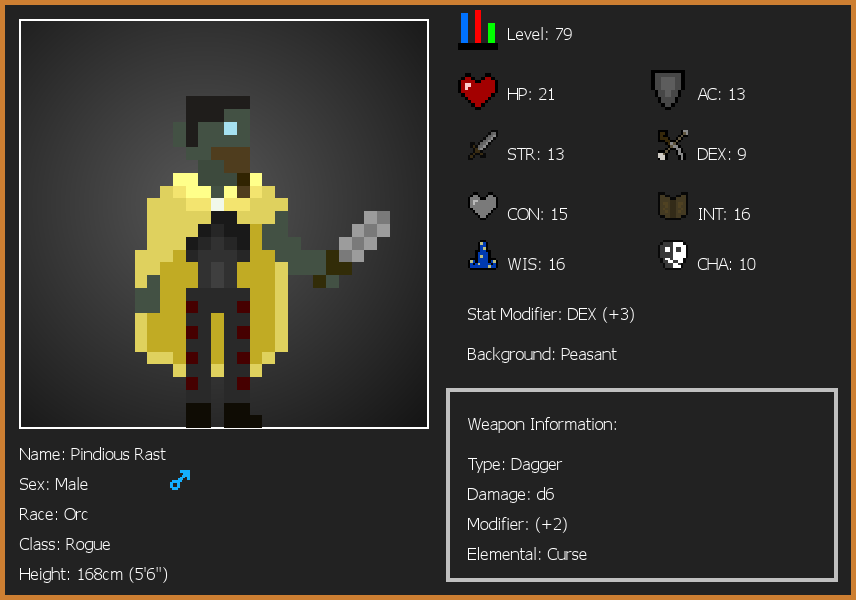 Level: 79
HP: 21
AC: 13
STR: 13
DEX: 9
CON: 15
INT: 16
WIS: 16
CHA: 10
Stat Modifier: DEX (+3)
Background: Peasant
Weapon Information:
Type: Dagger
Damage: d6
Modifier: (+2)
Elemental: Curse
Name: Pindious Rast
Sex: Male
Race: Orc
Class: Rogue
Height: 168cm (5'6")